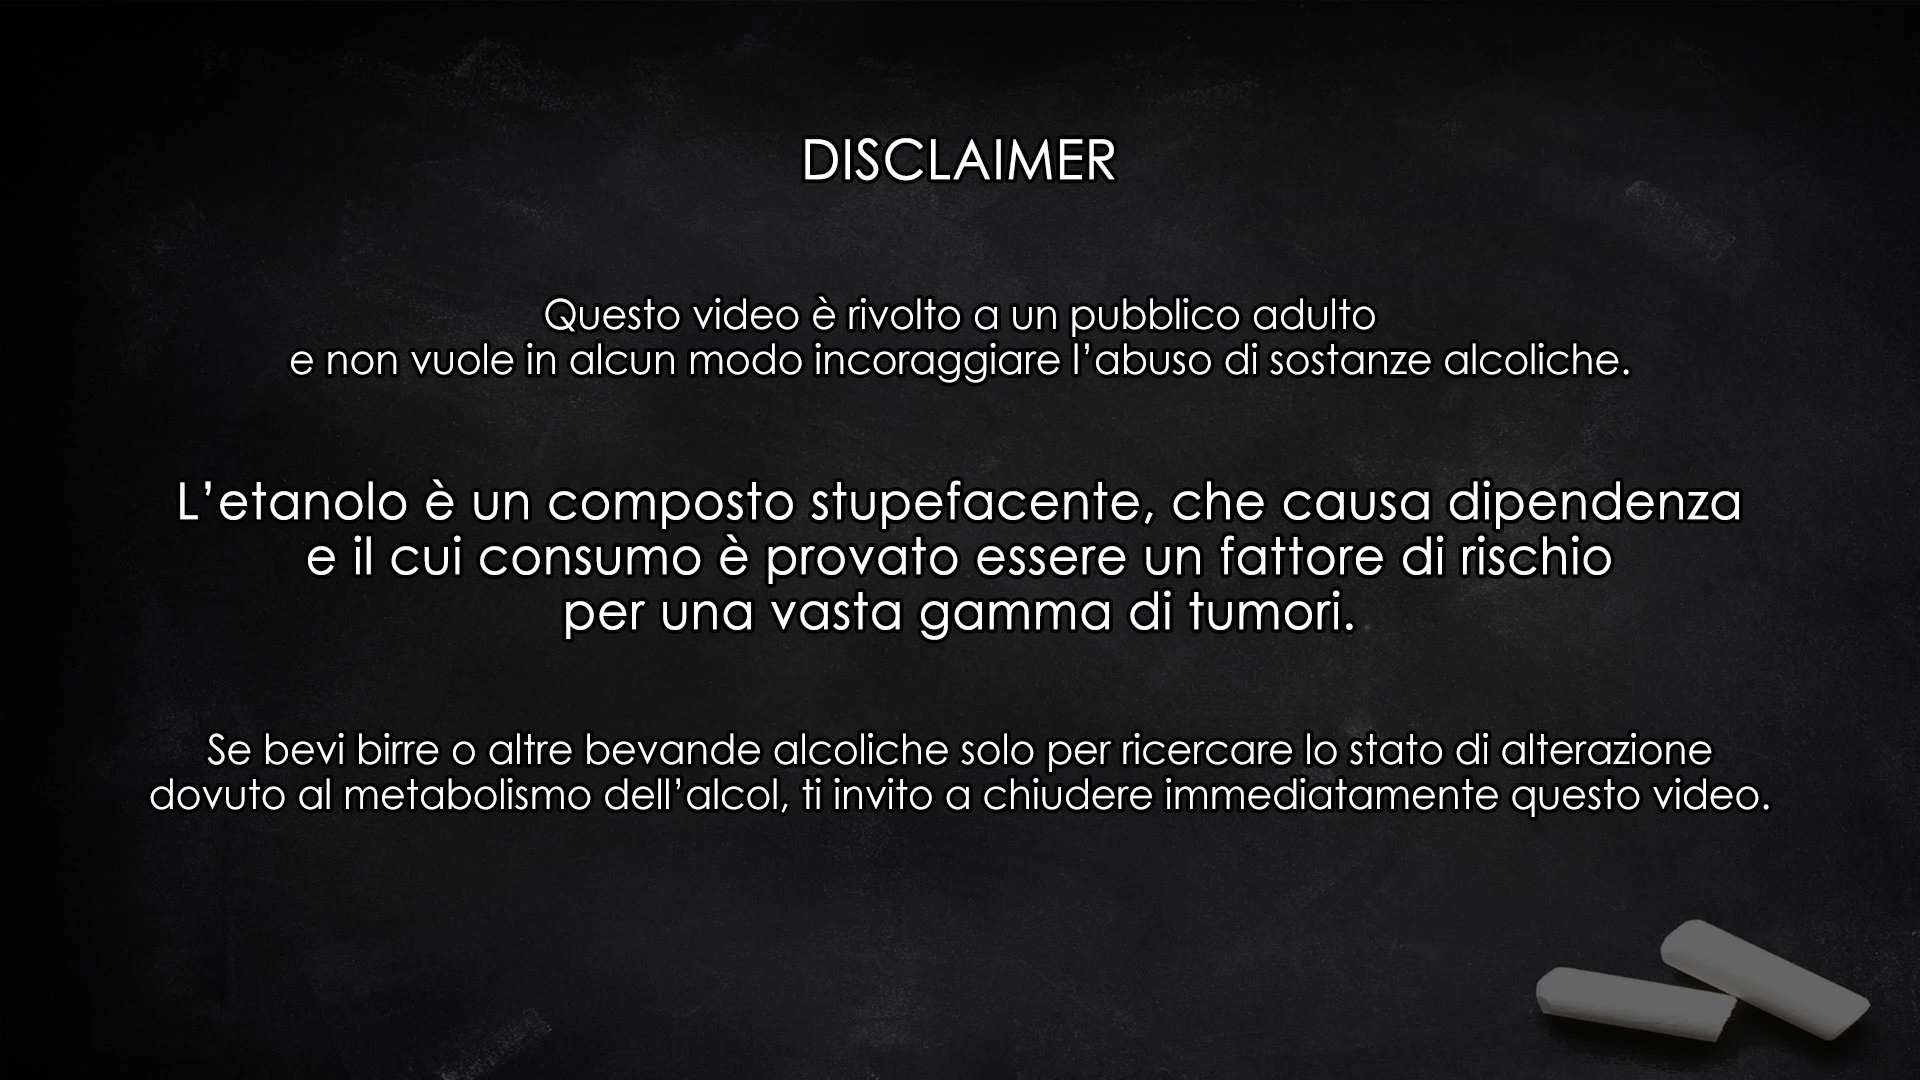 DISCLAIMER
Questo video è rivolto a un pubblico adulto
e non vuole in alcun modo incoraggiare l’abuso di sostanze alcoliche.
L’etanolo è un composto stupefacente, che causa dipendenza
e il cui consumo è provato essere un fattore di rischio
per una vasta gamma di tumori.
Se bevi birre o altre bevande alcoliche solo per ricercare lo stato di alterazione
dovuto al metabolismo dell’alcol, ti invito a chiudere immediatamente questo video.